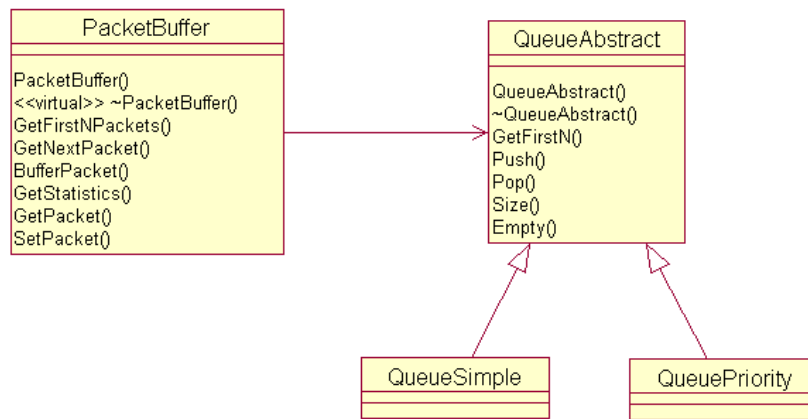 PacketBuffer
PacketBuffer()
<<virtual>> ~PacketBuffer()
GetFirstNPackets()
GetNextPacket()
BufferPacket()
GetStatistics()
GetPacket()
SetPacket()
QueueAbstract
QueueAbstract()
~QueueAbstract()
GetFirstN()
Push()
Pop()
Size()
Empty()
QueueSimple
QueuePriority